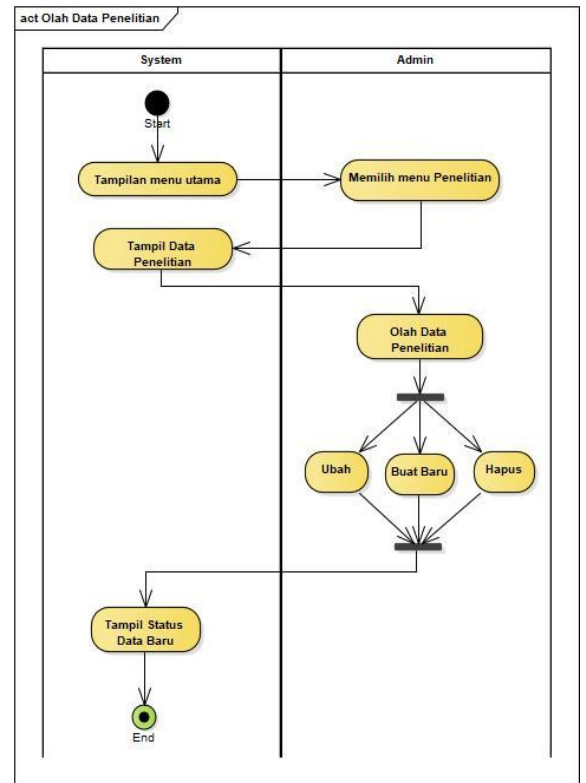 act Olah Data Penelitian
System
Admin
Start
Tampilan menu utama
Memilih menu Penelitian
Tampil Data
Penelitian
Olah Data
Penelitian
Ubah
Buat Baru
Hapus
Tampil Status
Data Baru
End